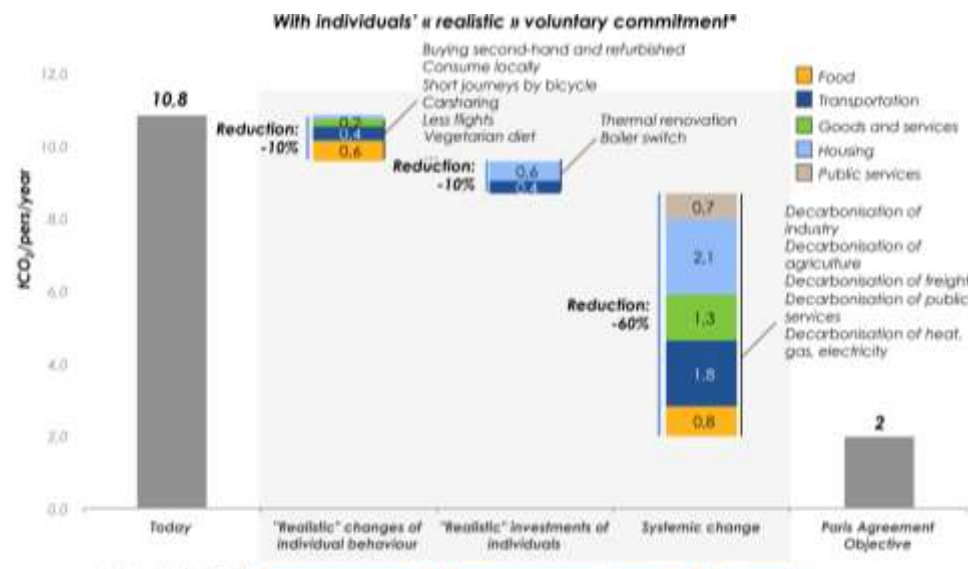 With individuals' « realistic » voluntary commitment*
Buying second-hand and refurbished
Consume locally
Short journeys by bicycle
Carsharing
Less flights
Vegetarian diet
...
Thermal renovation
Boiler switch
Food
Transportation
Goods and services
Housing
Public services
12,0
10,0
8,0
6,0
4,0
2,0
0,0
tCO₂/pers/year
10,8
Reduction:
-10%
0,2
0,4
0,6
Reduction:
-10%
0,6
0,4
Reduction:
-60%
0,7
2,1
1,3
1,8
0,8
Decarbonisation of
industry
Decarbonisation of
agriculture
Decarbonisation of freight
Decarbonisation of public
services
Decarbonisation of heat,
gas, electricity
2
Today
"Realistic" changes of
individual behaviour
"Realistic" investments of
individuals
Systemic change
Paris Agreement
Objective